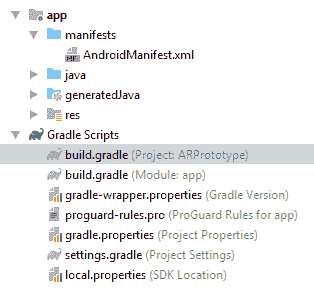 app
manifests
AndroidManifest.xml
java
generatedJava
res
Gradle Scripts
build.gradle (Project: ARPrototype)
build.gradle (Module: app)
gradle-wrapper.properties (Gradle Version)
proguard-rules.pro (ProGuard Rules for app)
gradle.properties (Project Properties)
settings.gradle (Project Settings)
local.properties (SDK Location)